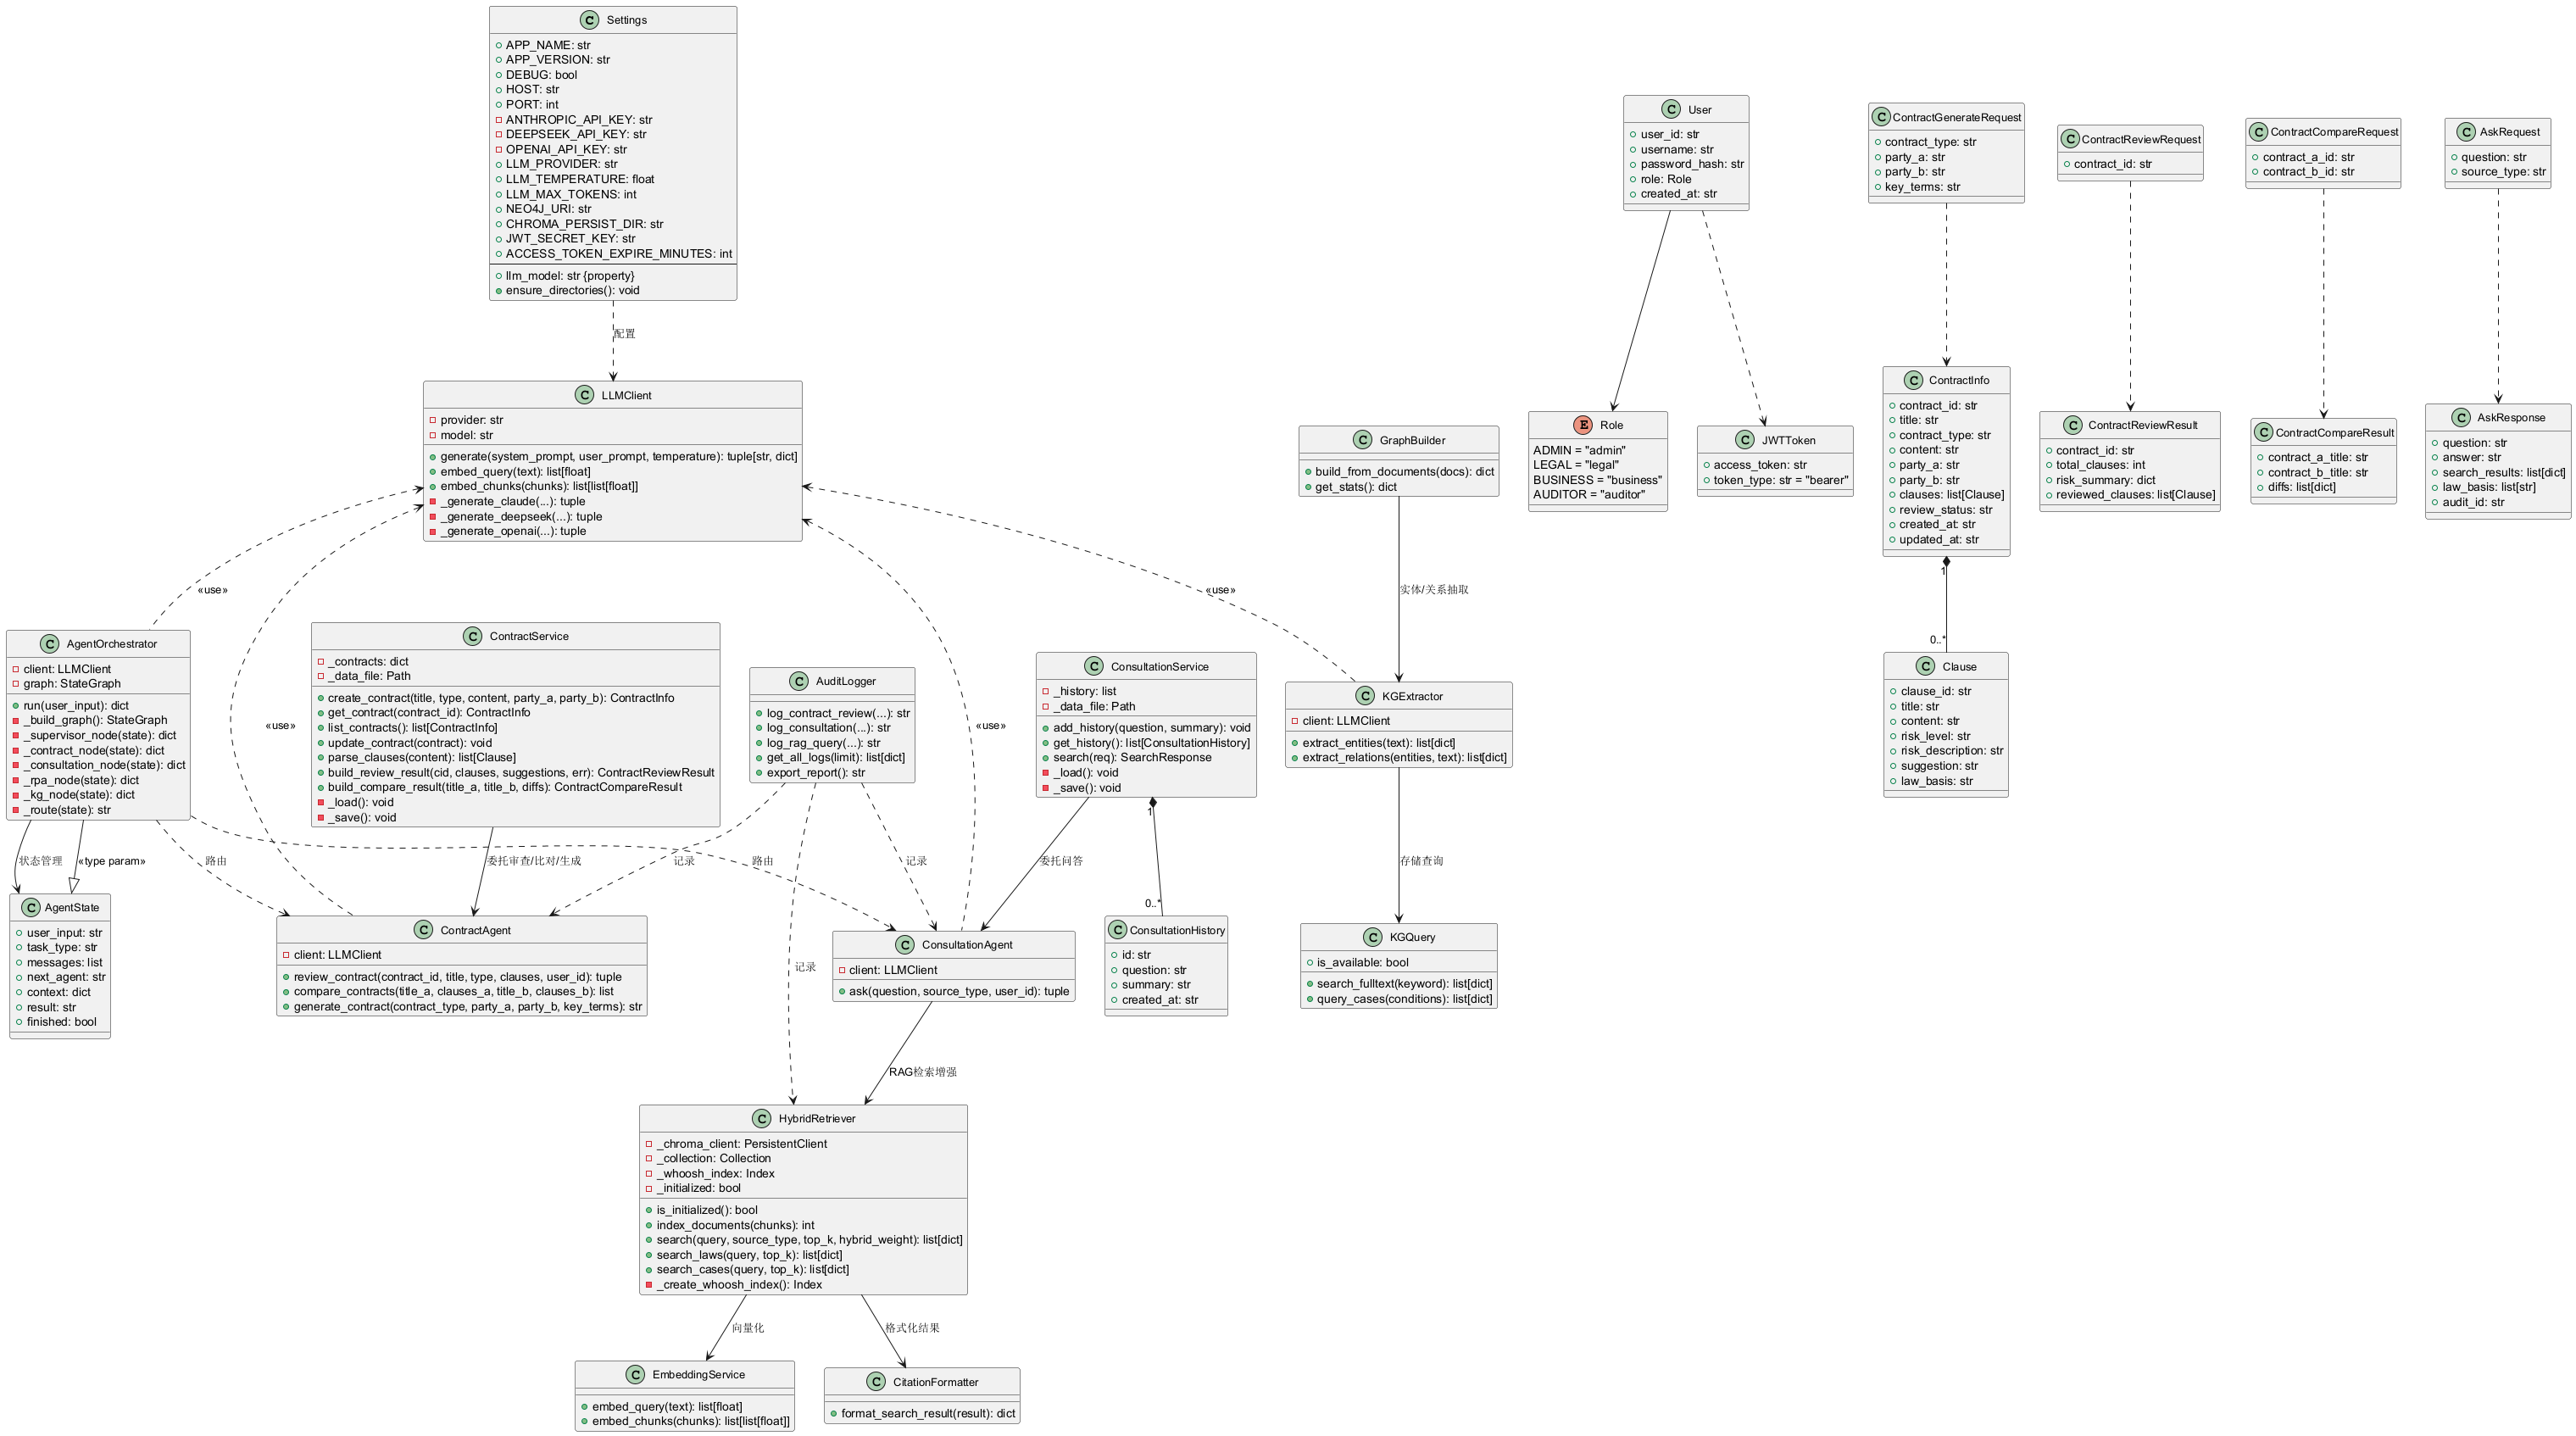 Settings
APP_NAME: str
APP_VERSION: str
DEBUG: bool
HOST: str
PORT: int
ANTHROPIC_API_KEY: str
DEEPSEEK_API_KEY: str
OPENAI_API_KEY: str
LLM_PROVIDER: str
LLM_TEMPERATURE: float
LLM_MAX_TOKENS: int
NEO4J_URI: str
CHROMA_PERSIST_DIR: str
JWT_SECRET_KEY: str
ACCESS_TOKEN_EXPIRE_MINUTES: int
llm_model: str {property}
ensure_directories(): void
User
user_id: str
username: str
password_hash: str
role: Role
created_at: str
ContractGenerateRequest
contract_type: str
party_a: str
party_b: str
key_terms: str
ContractReviewRequest
contract_id: str
ContractCompareRequest
contract_a_id: str
contract_b_id: str
AskRequest
question: str
source_type: str
配置
LLMClient
provider: str
model: str
generate(system_prompt, user_prompt, temperature): tuple[str, dict]
embed_query(text): list[float]
embed_chunks(chunks): list[list[float]]
_generate_claude(...): tuple
_generate_deepseek(...): tuple
_generate_openai(...): tuple
GraphBuilder
build_from_documents(docs): dict
get_stats(): dict
Role
ADMIN = "admin"
LEGAL = "legal"
BUSINESS = "business"
AUDITOR = "auditor"
JWTToken
access_token: str
token_type: str = "bearer"
ContractInfo
contract_id: str
title: str
contract_type: str
content: str
party_a: str
party_b: str
clauses: list[Clause]
review_status: str
created_at: str
updated_at: str
ContractReviewResult
contract_id: str
total_clauses: int
risk_summary: dict
reviewed_clauses: list[Clause]
ContractCompareResult
contract_a_title: str
contract_b_title: str
diffs: list[dict]
AskResponse
question: str
answer: str
search_results: list[dict]
law_basis: list[str]
audit_id: str
«use»
«use»
«use»
«use»
实体/关系抽取
1
0..*
AgentOrchestrator
client: LLMClient
graph: StateGraph
run(user_input): dict
_build_graph(): StateGraph
_supervisor_node(state): dict
_contract_node(state): dict
_consultation_node(state): dict
_rpa_node(state): dict
_kg_node(state): dict
_route(state): str
ContractService
_contracts: dict
_data_file: Path
create_contract(title, type, content, party_a, party_b): ContractInfo
get_contract(contract_id): ContractInfo
list_contracts(): list[ContractInfo]
update_contract(contract): void
parse_clauses(content): list[Clause]
build_review_result(cid, clauses, suggestions, err): ContractReviewResult
build_compare_result(title_a, title_b, diffs): ContractCompareResult
_load(): void
_save(): void
AuditLogger
log_contract_review(...): str
log_consultation(...): str
log_rag_query(...): str
get_all_logs(limit): list[dict]
export_report(): str
ConsultationService
_history: list
_data_file: Path
add_history(question, summary): void
get_history(): list[ConsultationHistory]
search(req): SearchResponse
_load(): void
_save(): void
KGExtractor
client: LLMClient
extract_entities(text): list[dict]
extract_relations(entities, text): list[dict]
Clause
clause_id: str
title: str
content: str
risk_level: str
risk_description: str
suggestion: str
law_basis: str
状态管理
«type param»
路由
委托审查/比对/生成
记录
路由
记录
委托问答
1
0..*
存储查询
记录
AgentState
user_input: str
task_type: str
messages: list
next_agent: str
context: dict
result: str
finished: bool
ContractAgent
client: LLMClient
review_contract(contract_id, title, type, clauses, user_id): tuple
compare_contracts(title_a, clauses_a, title_b, clauses_b): list
generate_contract(contract_type, party_a, party_b, key_terms): str
ConsultationAgent
client: LLMClient
ask(question, source_type, user_id): tuple
ConsultationHistory
id: str
question: str
summary: str
created_at: str
KGQuery
is_available: bool
search_fulltext(keyword): list[dict]
query_cases(conditions): list[dict]
RAG检索增强
HybridRetriever
_chroma_client: PersistentClient
_collection: Collection
_whoosh_index: Index
_initialized: bool
is_initialized(): bool
index_documents(chunks): int
search(query, source_type, top_k, hybrid_weight): list[dict]
search_laws(query, top_k): list[dict]
search_cases(query, top_k): list[dict]
_create_whoosh_index(): Index
向量化
格式化结果
EmbeddingService
embed_query(text): list[float]
embed_chunks(chunks): list[list[float]]
CitationFormatter
format_search_result(result): dict